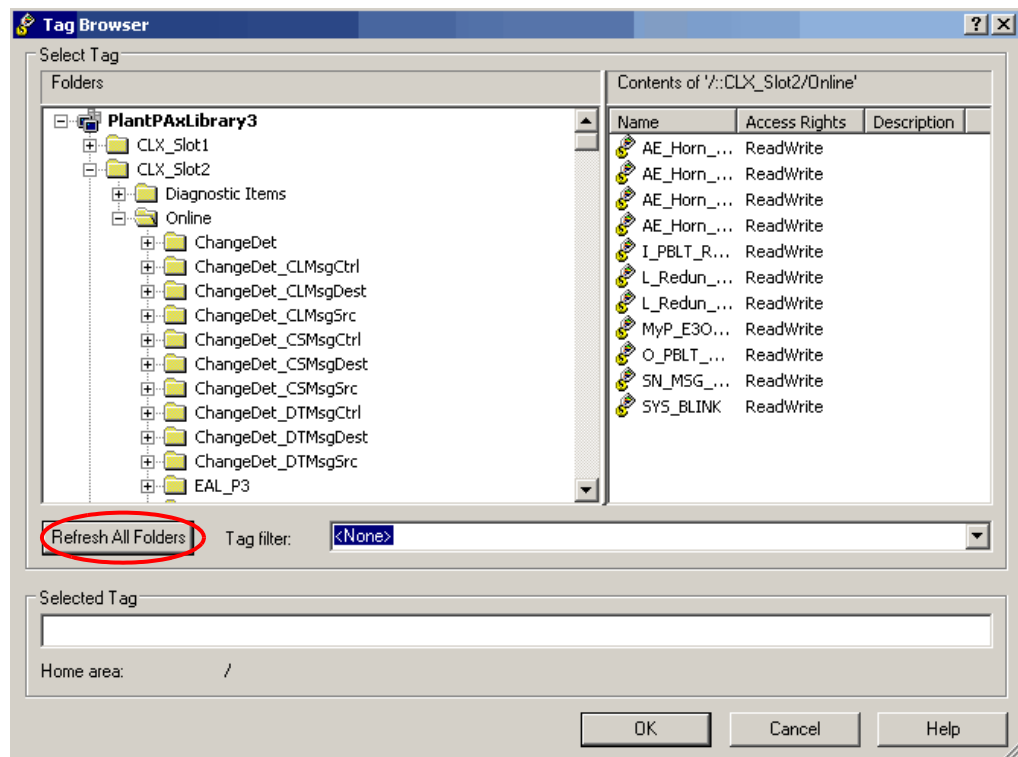 Tag Browser
Select Tag
Folders
Contents of '/::CLX_Slot2/Online'
PlantPAxLibrary3
CLX_Slot1
CLX_Slot2
Diagnostic Items
Online
ChangeDet
ChangeDet_CLMsgCtrl
ChangeDet_CLMsgDest
ChangeDet_CLMsgSrc
ChangeDet_CSMsgCtrl
ChangeDet_CSMsgDest
ChangeDet_CSMsgSrc
ChangeDet_DTMsgCtrl
ChangeDet_DTMsgDest
ChangeDet_DTMsgSrc
EAL_P3
Name Access Rights Description
AE_Horn_... ReadWrite
AE_Horn_... ReadWrite
AE_Horn_... ReadWrite
AE_Horn_... ReadWrite
I_PBLT_R... ReadWrite
L_Redun_... ReadWrite
L_Redun_... ReadWrite
MyP_E3O... ReadWrite
O_PBLT_... ReadWrite
SN_MSG_... ReadWrite
SYS_BLINK ReadWrite
Refresh All Folders Tag filter: <None>
Selected Tag
Home area: /
OK Cancel Help